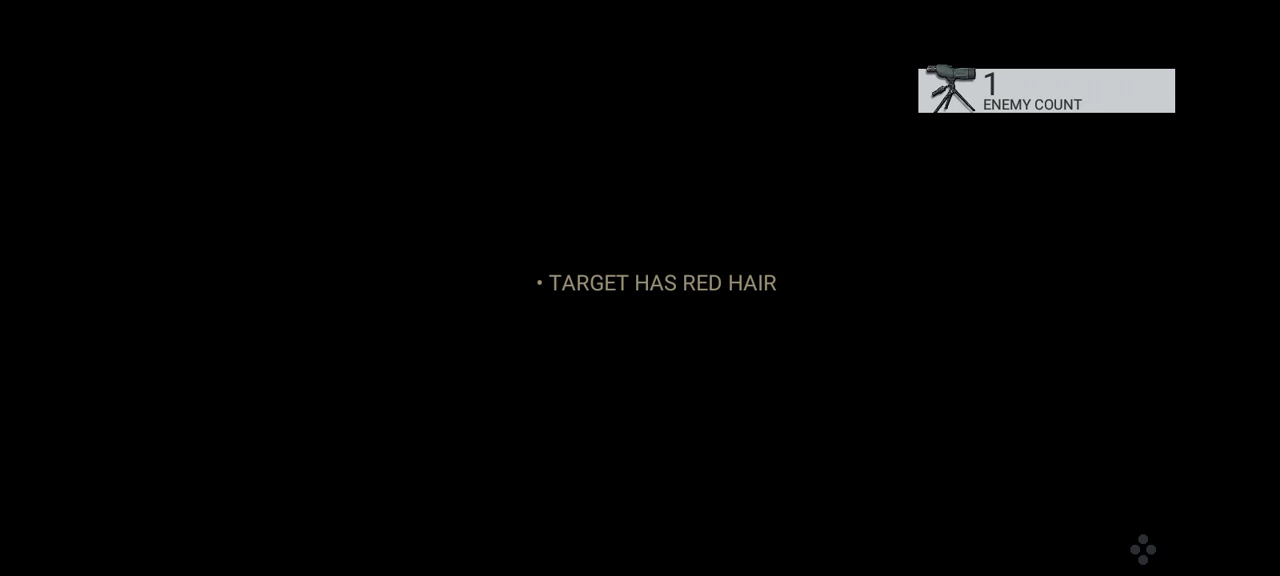 1
ENEMY COUNT
• TARGET HAS RED HAIR